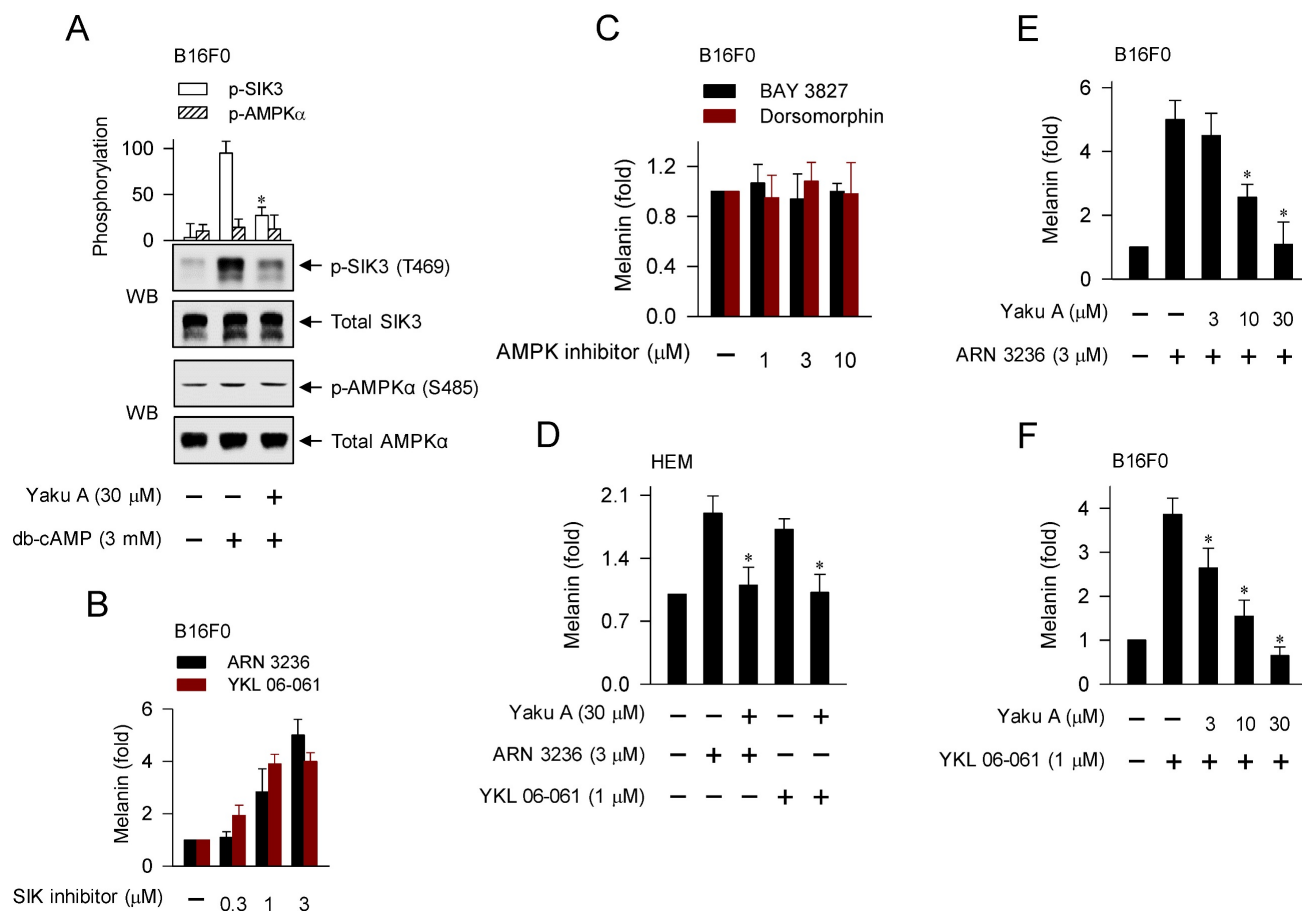 A
B16F0
p-SIK3
p-AMPKα
Phosphorylation
100
50
0
*
WB
p-SIK3 (T469)
Total SIK3
WB
p-AMPKα (S485)
Total AMPKα
Yaku A (30 μM) − − +
db-cAMP (3 mM) − + +
B
B16F0
ARN 3236
YKL 06-061
Melanin (fold)
6
4
2
0
SIK inhibitor (μM) − 0.3 1 3
C
B16F0
BAY 3827
Dorsomorphin
Melanin (fold)
1.2
0.8
0.4
0.0
AMPK inhibitor (μM) − 1 3 10
D
HEM
Melanin (fold)
2.1
1.4
0.7
0.0
* *
Yaku A (30 μM) − − + − +
ARN 3236 (3 μM) − + + − −
YKL 06-061 (1 μM) − − − + +
E
B16F0
Melanin (fold)
6
4
2
0
* *
Yaku A (μM) − − 3 10 30
ARN 3236 (3 μM) − + + + +
F
B16F0
Melanin (fold)
4
3
2
1
0
* * *
Yaku A (μM) − − 3 10 30
YKL 06-061 (1 μM) − + + + +